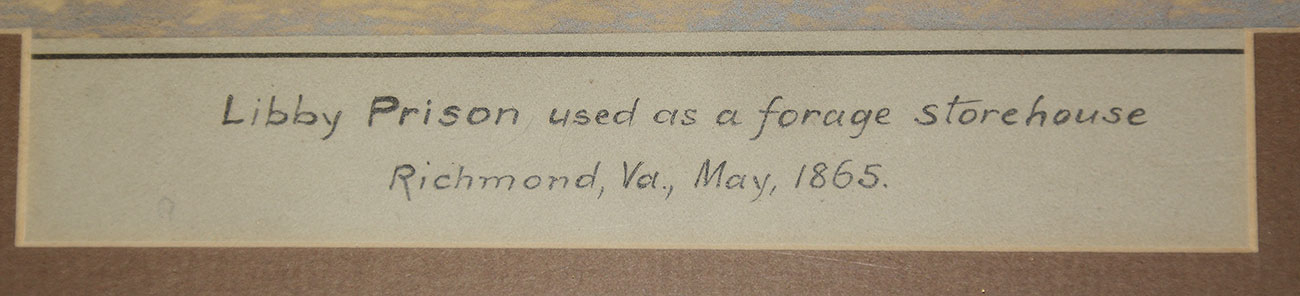 Libby Prison used as a forage storehouse
Richmond, Va., May, 1865.